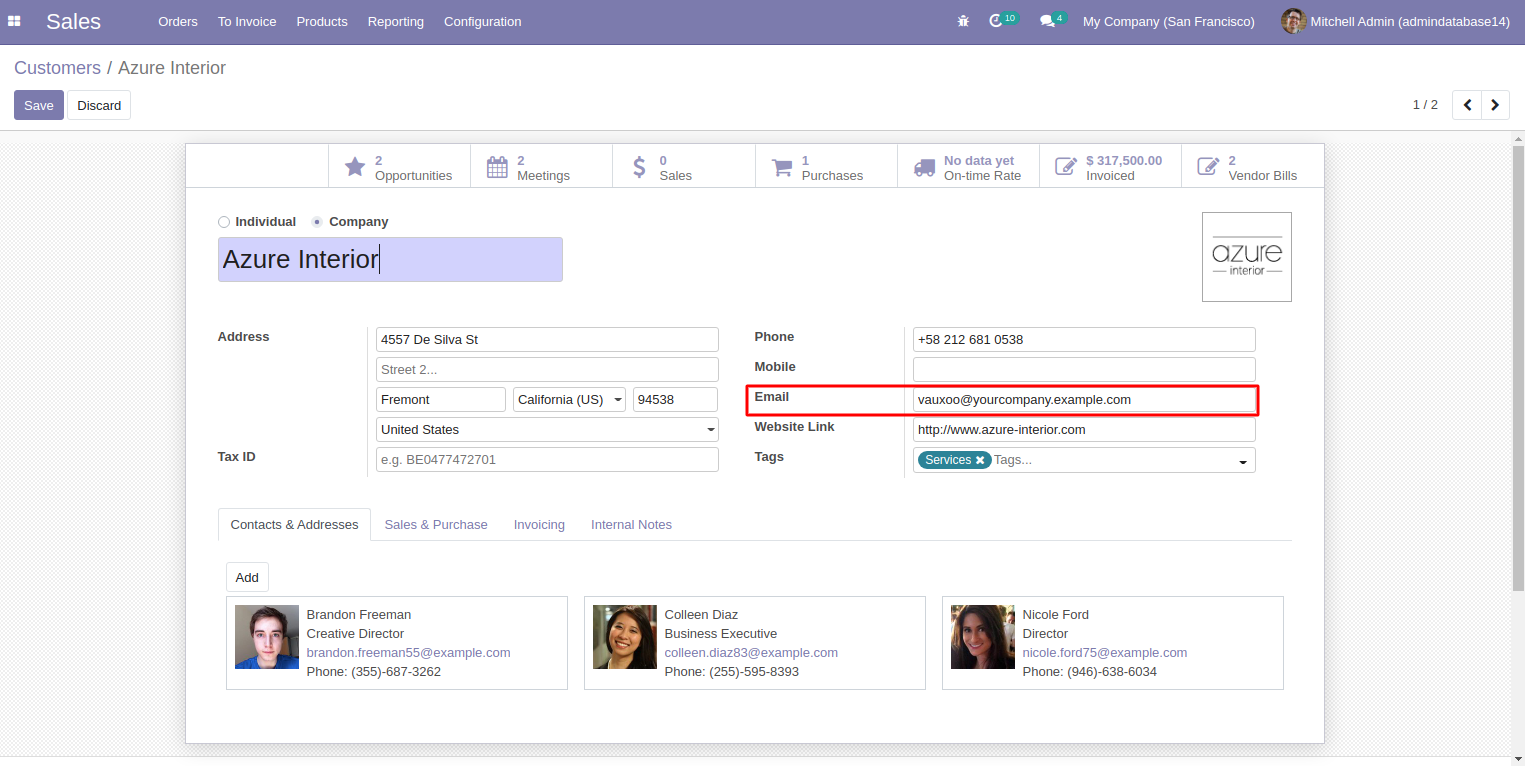 Sales Orders To Invoice Products Reporting Configuration 10 4 My Company (San Francisco) Mitchell Admin (admindatabase14)
Customers / Azure Interior
Save Discard 1 / 2
2 2 0 1 No data yet $ 317,500.00 2
Opportunities Meetings Sales Purchases On-time Rate Invoiced Vendor Bills
Individual Company
Azure Interior
azure
interior
Address 4557 De Silva St Phone +58 212 681 0538
Street 2... Mobile
Fremont California (US) 94538 Email vauxoo@yourcompany.example.com
United States Website Link http://www.azure-interior.com
Tax ID e.g. BE0477472701 Tags Services Tags...
Contacts & Addresses Sales & Purchase Invoicing Internal Notes
Add
Brandon Freeman Colleen Diaz Nicole Ford
Creative Director Business Executive Director
brandon.freeman55@example.com colleen.diaz83@example.com nicole.ford75@example.com
Phone: (355)-687-3262 Phone: (255)-595-8393 Phone: (946)-638-6034